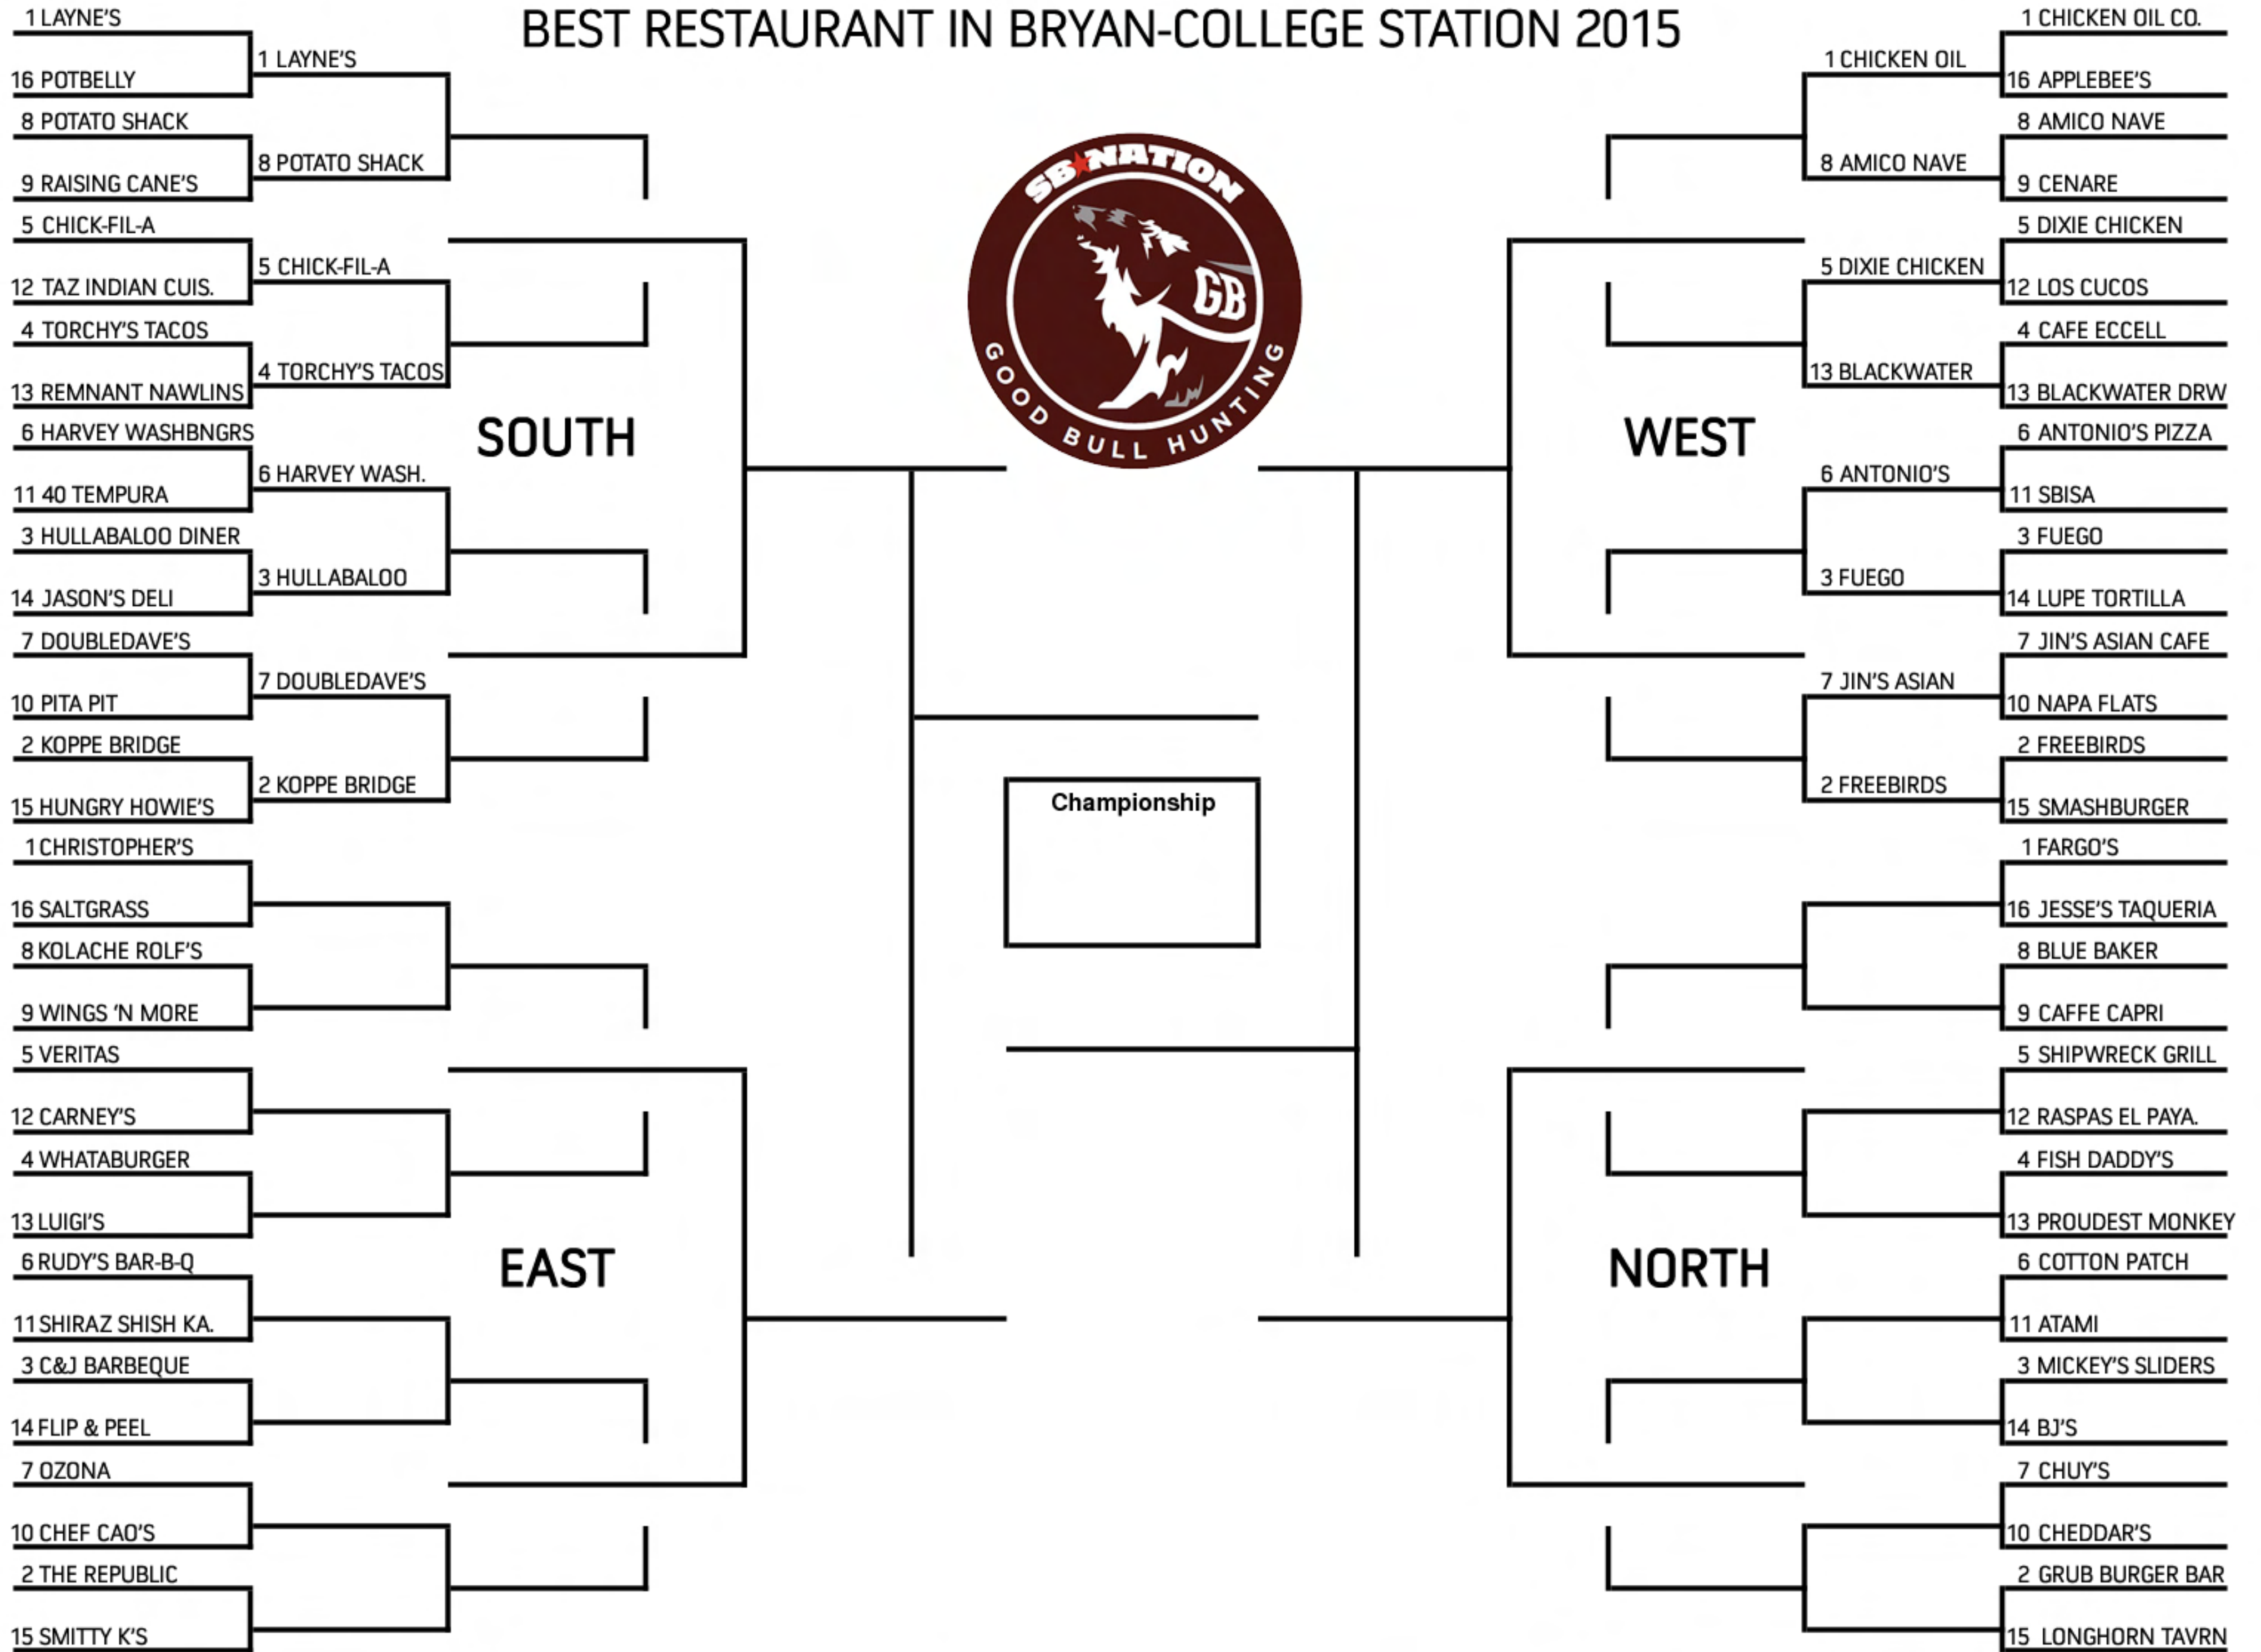 BEST RESTAURANT IN BRYAN-COLLEGE STATION 2015
1 LAYNE'S
16 POTBELLY
8 POTATO SHACK
9 RAISING CANE'S
5 CHICK-FIL-A
12 TAZ INDIAN CUIS.
4 TORCHY'S TACOS
13 REMNANT NAWLINS
6 HARVEY WASHBNGRS
11 40 TEMPURA
3 HULLABALOO DINER
14 JASON'S DELI
7 DOUBLEDAVE'S
10 PITA PIT
2 KOPPE BRIDGE
15 HUNGRY HOWIE'S
1 LAYNE'S
8 POTATO SHACK
5 CHICK-FIL-A
4 TORCHY'S TACOS
6 HARVEY WASH.
3 HULLABALOO
7 DOUBLEDAVE'S
2 KOPPE BRIDGE
SOUTH
1 CHRISTOPHER'S
16 SALTGRASS
8 KOLACHE ROLF'S
9 WINGS 'N MORE
5 VERITAS
12 CARNEY'S
4 WHATABURGER
13 LUIGI'S
6 RUDY'S BAR-B-Q
11 SHIRAZ SHISH KA.
3 C&J BARBEQUE
14 FLIP & PEEL
7 OZONA
10 CHEF CAO'S
2 THE REPUBLIC
15 SMITTY K'S
EAST
SB NATION
GB
GOOD BULL HUNTING
Championship
1 CHICKEN OIL
8 AMICO NAVE
5 DIXIE CHICKEN
13 BLACKWATER
6 ANTONIO'S
3 FUEGO
7 JIN'S ASIAN
2 FREEBIRDS
WEST
1 CHICKEN OIL CO.
16 APPLEBEE'S
8 AMICO NAVE
9 CENARE
5 DIXIE CHICKEN
12 LOS CUCOS
4 CAFE ECCELL
13 BLACKWATER DRW
6 ANTONIO'S PIZZA
11 SBISA
3 FUEGO
14 LUPE TORTILLA
7 JIN'S ASIAN CAFE
10 NAPA FLATS
2 FREEBIRDS
15 SMASHBURGER
NORTH
1 FARGO'S
16 JESSE'S TAQUERIA
8 BLUE BAKER
9 CAFFE CAPRI
5 SHIPWRECK GRILL
12 RASPAS EL PAYA.
4 FISH DADDY'S
13 PROUDEST MONKEY
6 COTTON PATCH
11 ATAMI
3 MICKEY'S SLIDERS
14 BJ'S
7 CHUY'S
10 CHEDDAR'S
2 GRUB BURGER BAR
15 LONGHORN TAVRN